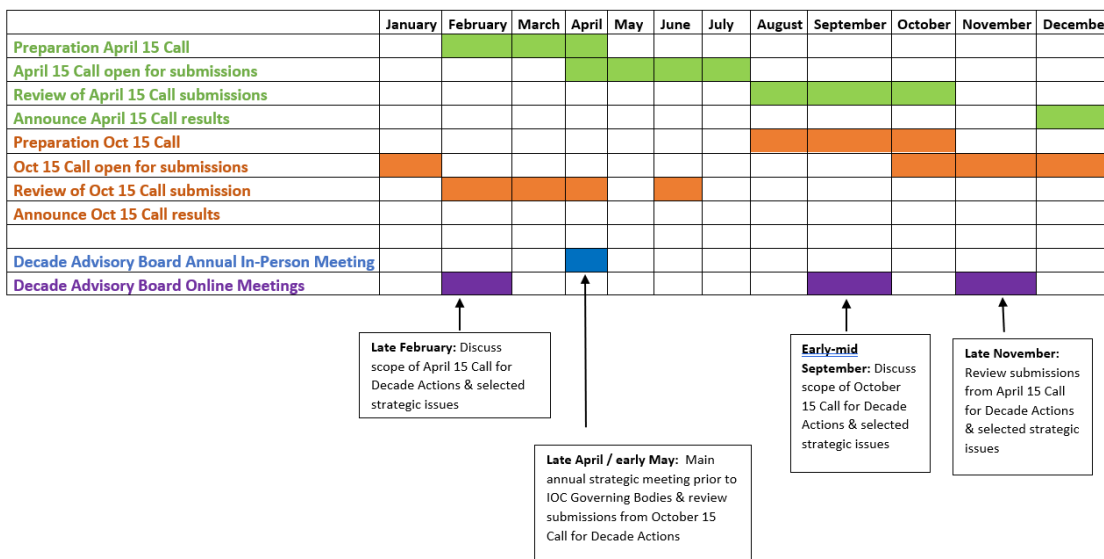 January February March April May June July August September October November December
Preparation April 15 Call
April 15 Call open for submissions
Review of April 15 Call submissions
Announce April 15 Call results
Preparation Oct 15 Call
Oct 15 Call open for submissions
Review of Oct 15 Call submission
Announce Oct 15 Call results
Decade Advisory Board Annual In-Person Meeting
Decade Advisory Board Online Meetings
Late February: Discuss
scope of April 15 Call for
Decade Actions & selected
strategic issues
Late April / early May: Main
annual strategic meeting prior to
IOC Governing Bodies & review
submissions from October 15
Call for Decade Actions
Early-mid
September: Discuss
scope of October
15 Call for Decade
Actions & selected
strategic issues
Late November:
Review submissions
from April 15 Call
for Decade Actions
& selected strategic
issues